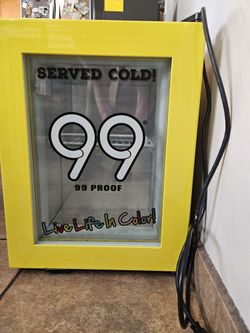 SERVED COLD!
99
99 PROOF
Live Life In Color!